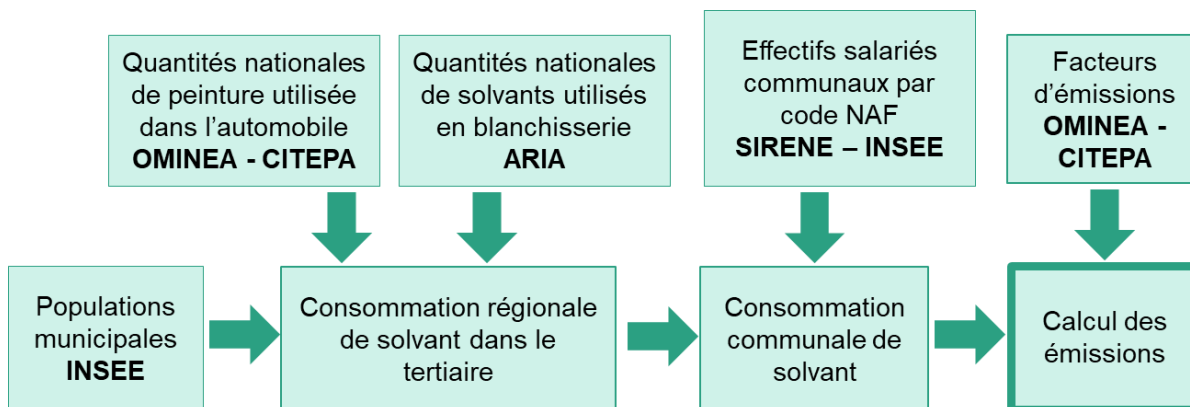 Quantités nationales
de peinture utilisée
dans l'automobile
OMINEA - CITEPA
Quantités nationales
de solvants utilisés
en blanchisserie
ARIA
Effectifs salariés
communaux par
code NAF
SIRENE – INSEE
Facteurs
d'émissions
OMINEA -
CITEPA
Populations
municipales
INSEE
Consommation régionale
de solvant dans le
tertiaire
Consommation
communale de
solvant
Calcul des
émissions